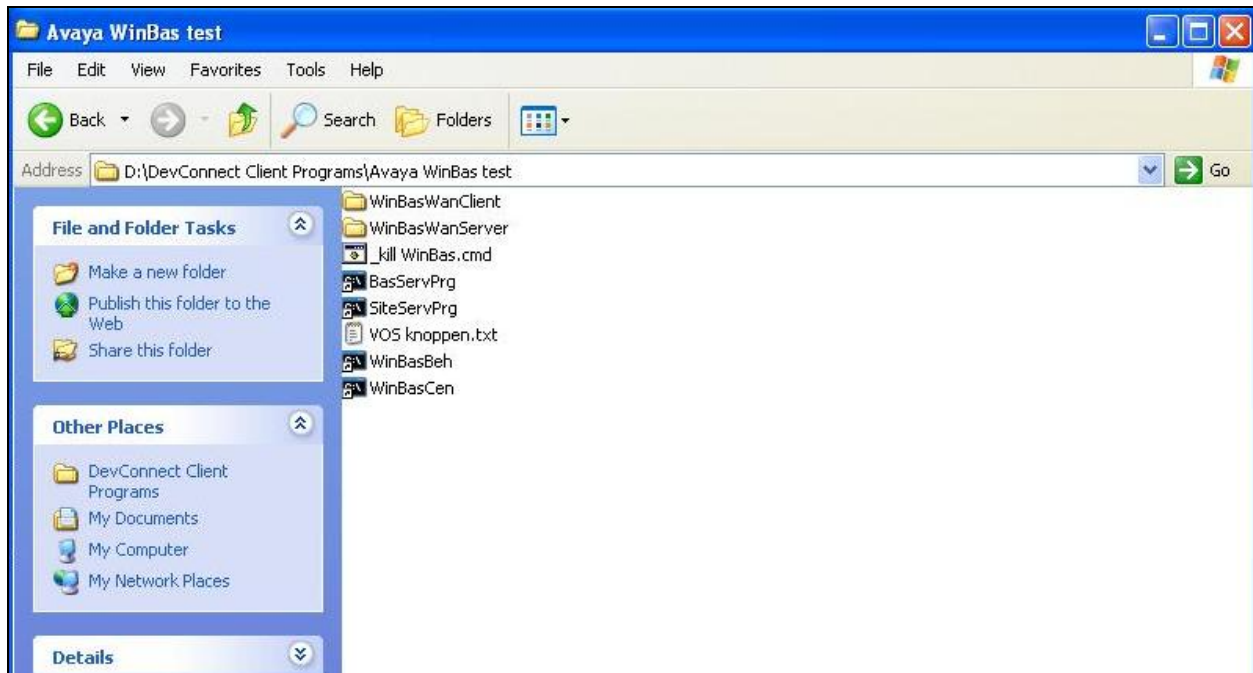 Avaya WinBas test
File Edit View Favorites Tools Help
Back Search Folders
Address D:\DevConnect Client Programs\Avaya WinBas test Go
File and Folder Tasks
Make a new folder
Publish this folder to the
Web
Share this folder
Other Places
DevConnect Client
Programs
My Documents
My Computer
My Network Places
Details
WinBasWanClient
WinBasWanServer
_kill WinBas.cmd
BasServPrg
SiteServPrg
VOS knoppen.txt
WinBasBeh
WinBasCen